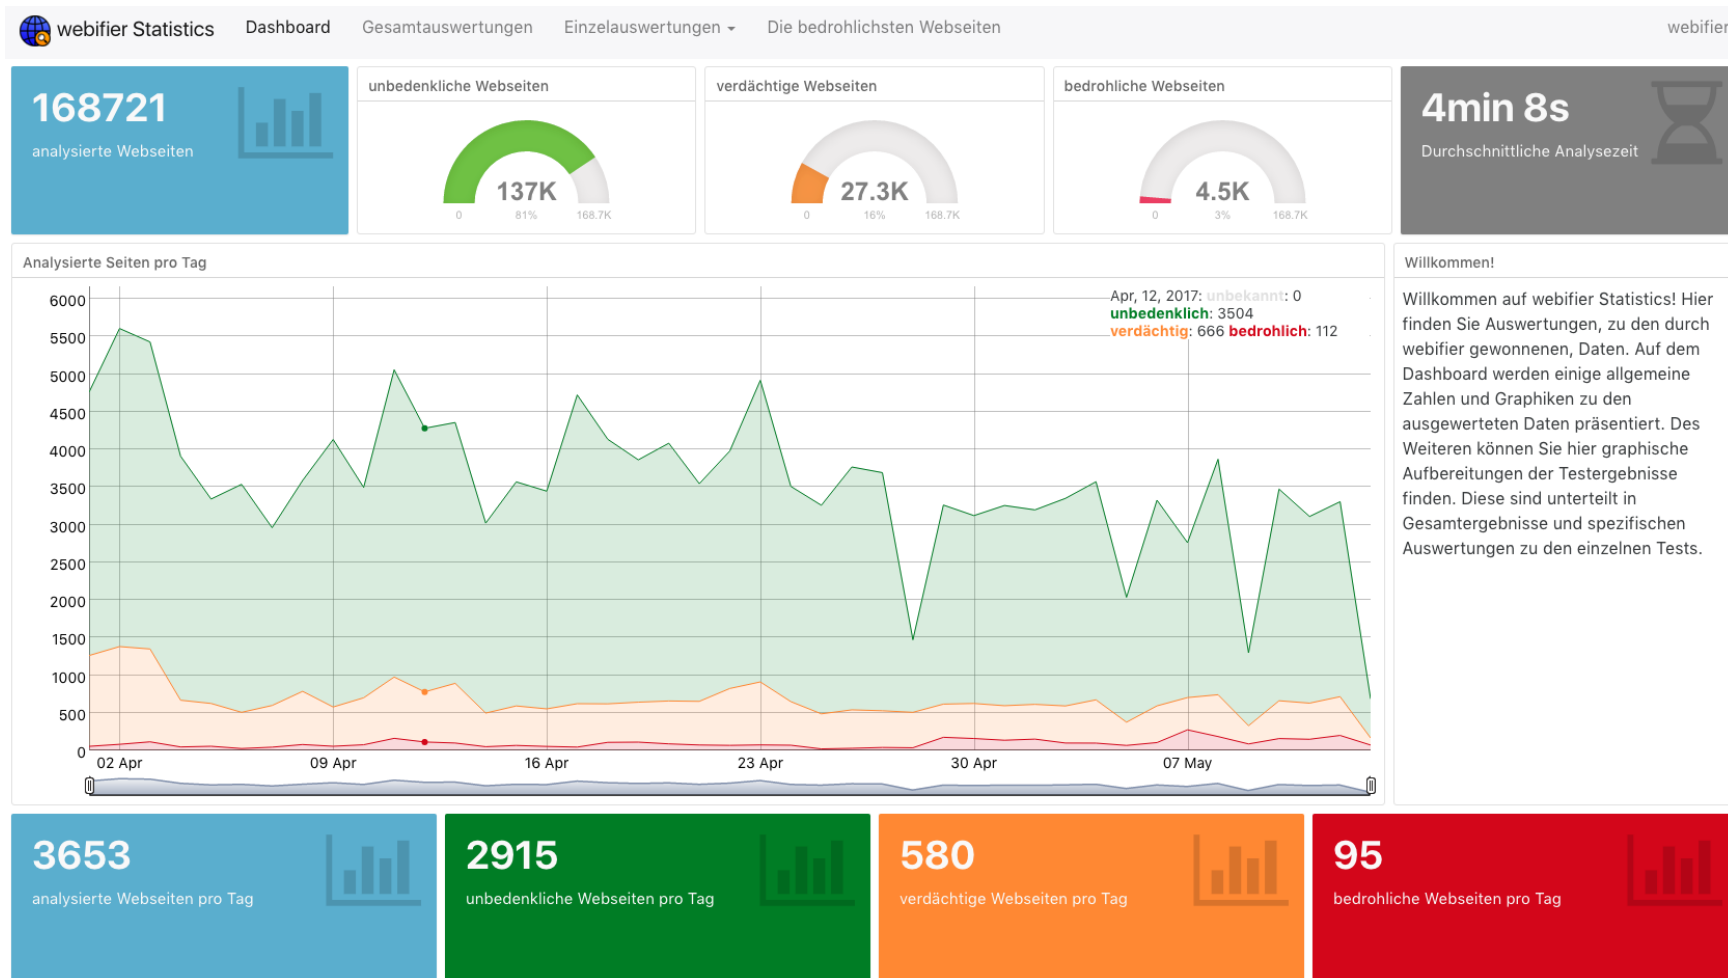 webifier Statistics Dashboard Gesamtauswertungen Einzelauswertungen Die bedrohlichsten Webseiten webifier
168721
analysierte Webseiten
unbedenkliche Webseiten
137K
0 81% 168.7K
verdächtige Webseiten
27.3K
0 16% 168.7K
bedrohliche Webseiten
4.5K
0 3% 168.7K
4min 8s
Durchschnittliche Analysezeit
Analysierte Seiten pro Tag
Apr, 12, 2017: unbekannt: 0
unbedenklich: 3504
verdächtig: 666 bedrohlich: 112
6000
5500
5000
4500
4000
3500
3000
2500
2000
1500
1000
500
0
02 Apr 09 Apr 16 Apr 23 Apr 30 Apr 07 May
Willkommen!
Willkommen auf webifier Statistics! Hier
finden Sie Auswertungen, zu den durch
webifier gewonnenen, Daten. Auf dem
Dashboard werden einige allgemeine
Zahlen und Graphiken zu den
ausgewerteten Daten präsentiert. Des
Weiteren können Sie hier graphische
Aufbereitungen der Testergebnisse
finden. Diese sind unterteilt in
Gesamtergebnisse und spezifischen
Auswertungen zu den einzelnen Tests.
3653
analysierte Webseiten pro Tag
2915
unbedenkliche Webseiten pro Tag
580
verdächtige Webseiten pro Tag
95
bedrohliche Webseiten pro Tag